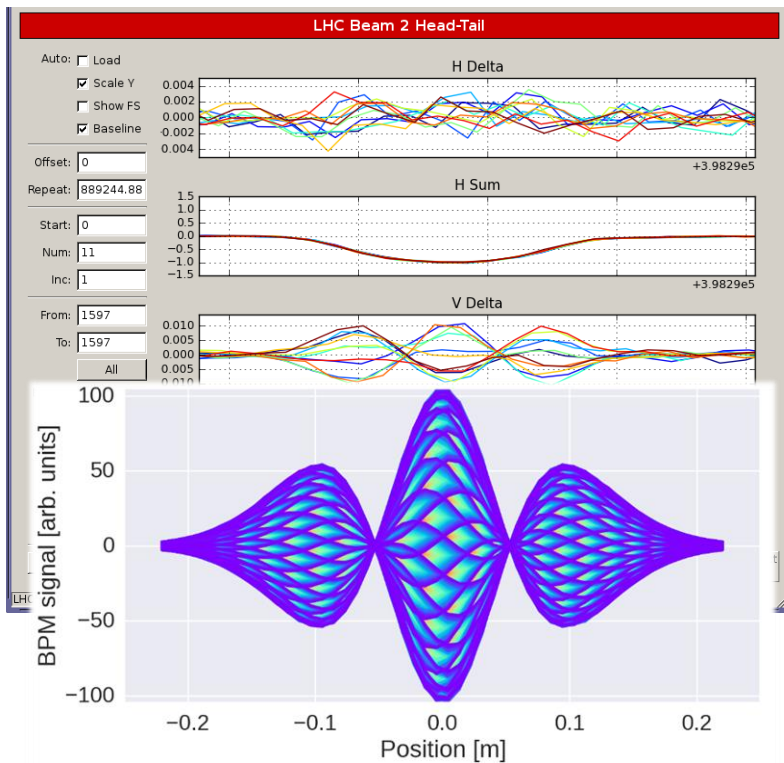 LHC Beam 2 Head-Tail
Auto: Load
Scale Y
Show FS
Baseline
Offset: 0
Repeat: 889244.88
Start: 0
Num: 11
Inc: 1
From: 1597
To: 1597
All
H Delta
0.004
0.002
0.000
0.002
0.004
+3.9829e5
H Sum
1.5
1.0
0.5
0.0
-0.5
-1.0
-1.5
+3.9829e5
V Delta
0.010
0.005
0.000
0.005
0.010
BPM signal [arb. units]
100
50
0
−50
−100
−0.2 −0.1 0.0 0.1 0.2
Position [m]
LHC